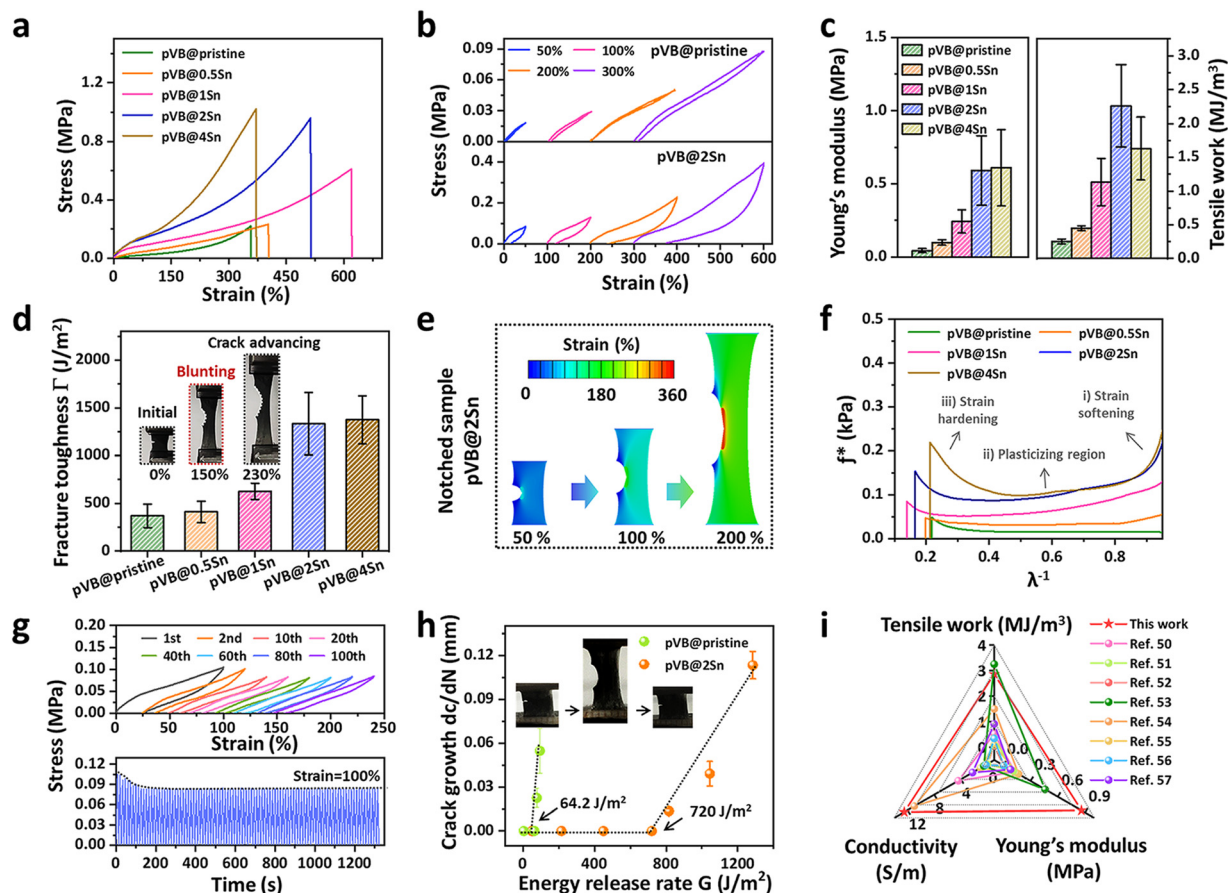 a
pVB@pristine
pVB@0.5Sn
pVB@1Sn
pVB@2Sn
pVB@4Sn
Stress (MPa)
1.2
0.8
0.4
0.0
0 150 300 450 600
Strain (%)
b
50% 100%
200% 300%
pVB@pristine
pVB@2Sn
Stress (MPa)
0.09
0.06
0.03
0.00
0.4
0.2
0.0
0 100 200 300 400 500 600
Strain (%)
c
pVB@pristine
pVB@0.5Sn
pVB@1Sn
pVB@2Sn
pVB@4Sn
Young's modulus (MPa)
1.5
1.0
0.5
0.0
Tensile work (MJ/m³)
3.0
2.5
2.0
1.5
1.0
0.5
0.0
d
Fracture toughness Γ (J/m²)
2000
1500
1000
500
0
Crack advancing
Blunting
Initial
0% 150% 230%
pVB@pristine
pVB@0.5Sn
pVB@1Sn
pVB@2Sn
pVB@4Sn
e
Notched sample
pVB@2Sn
Strain (%)
0 180 360
50 % 100 % 200 %
f
pVB@pristine pVB@0.5Sn
pVB@1Sn pVB@2Sn
pVB@4Sn
f* (kPa)
0.5
0.4
0.3
0.2
0.1
0.0
i) Strain
softening
iii) Strain
hardening
ii) Plasticizing region
0.2 0.4 0.6 0.8
λ⁻¹
g
1st 2nd 10th 20th
40th 60th 80th 100th
Stress (MPa)
0.20
0.15
0.10
0.05
0.00
0 50 100 150 200 250
Strain (%)
Stress (MPa)
0.12
0.08
0.04
0.00
Strain=100%
0 200 400 600 800 1000 1200
Time (s)
h
pVB@pristine
pVB@2Sn
Crack growth dc/dN (mm)
0.12
0.06
0.00
64.2 J/m²
720 J/m²
0 400 800 1200
Energy release rate G (J/m²)
i
Tensile work (MJ/m³)
4
3
2
1
0
0.0
0.3
0.6
0.9
0
4
8
12
Conductivity
(S/m)
Young's modulus
(MPa)
This work
Ref. 50
Ref. 51
Ref. 52
Ref. 53
Ref. 54
Ref. 55
Ref. 56
Ref. 57